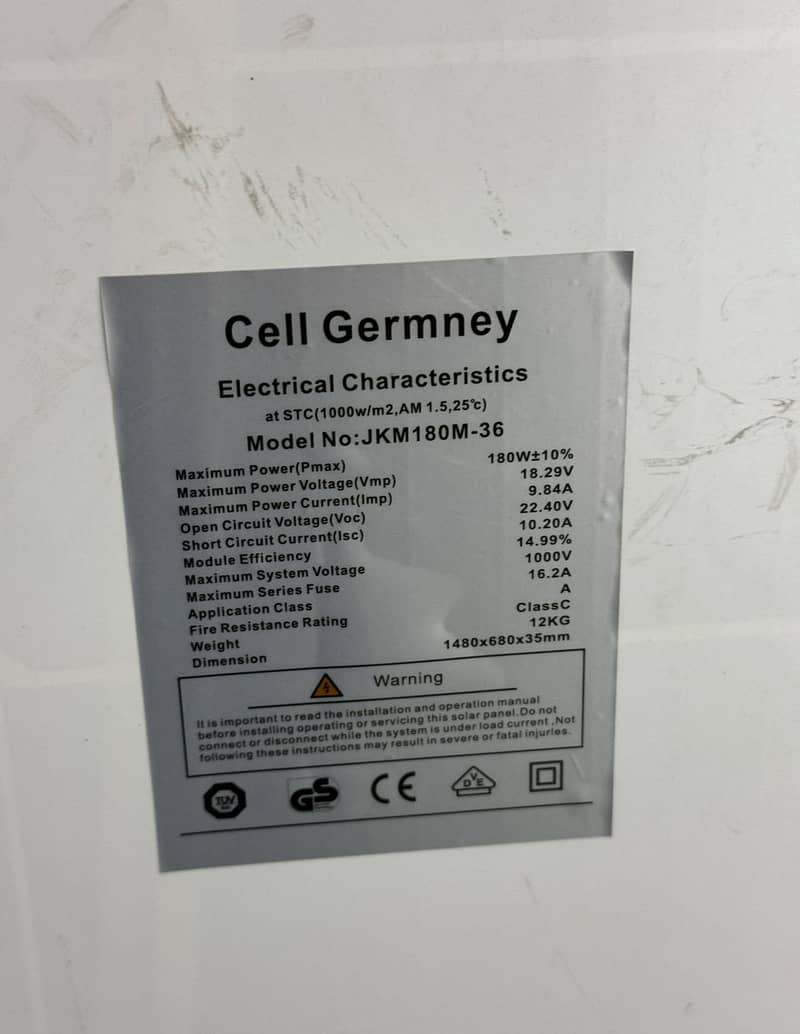 Cell Germney
Electrical Characteristics
at STC(1000w/m2,AM 1.5,25℃)
Model No:JKM180M-36
Maximum Power(Pmax) 180W±10%
Maximum Power Voltage(Vmp) 18.29V
Maximum Power Current(Imp) 9.84A
Open Circuit Voltage(Voc) 22.40V
Short Circuit Current(Isc) 10.20A
Module Efficiency 14.99%
Maximum System Voltage 1000V
Maximum Series Fuse 16.2A
Application Class A
Fire Resistance Rating ClassC
Weight 12KG
Dimension 1480x680x35mm
Warning
It is important to read the installation and operation manual
before installing operating or servicing this solar panel.Do not
connect or disconnect while the system is under load current .Not
following these instructions may result in severe or fatal injuries.
TUV GS CE DVE